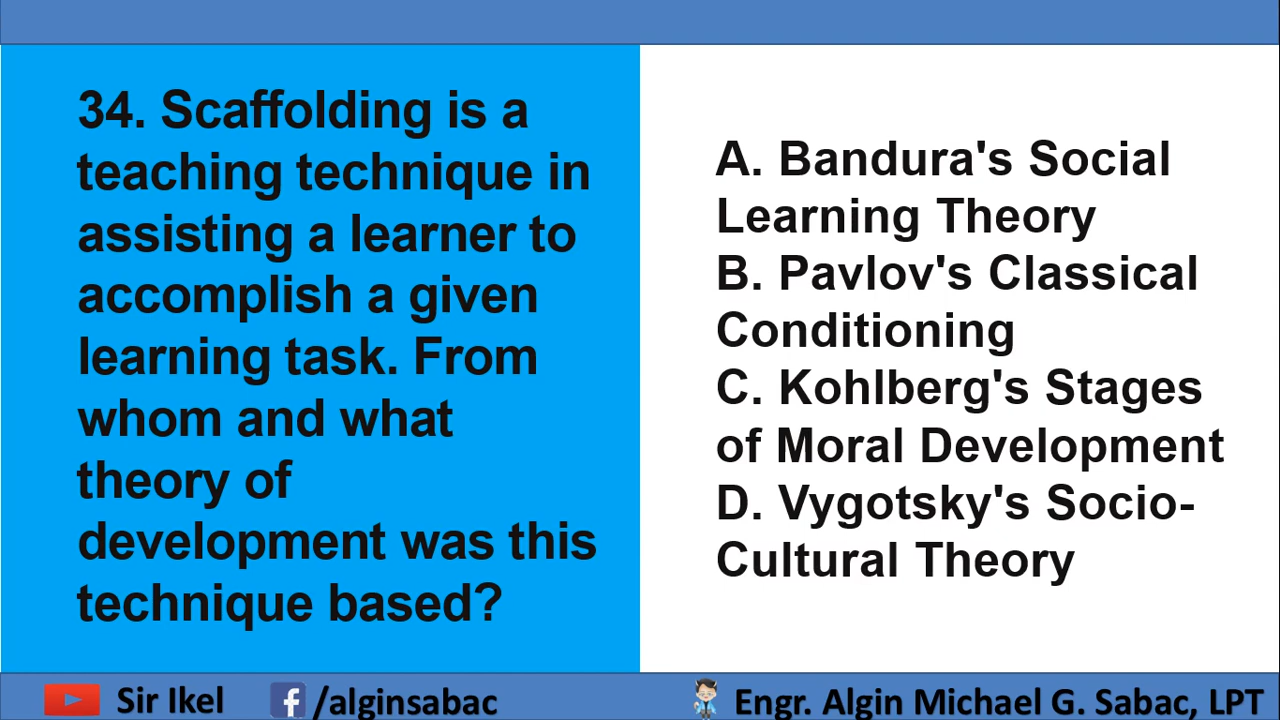 34. Scaffolding is a
teaching technique in
assisting a learner to
accomplish a given
learning task. From
whom and what
theory of
development was this
technique based?
A. Bandura's Social
Learning Theory
B. Pavlov's Classical
Conditioning
C. Kohlberg's Stages
of Moral Development
D. Vygotsky's Socio-
Cultural Theory
Sir Ikel
/alginsabac
Engr. Algin Michael G. Sabac, LPT